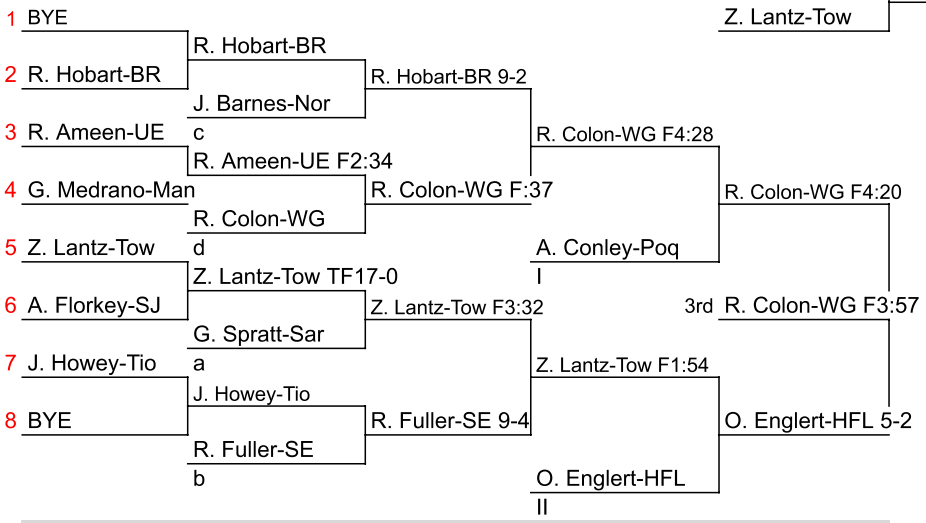 1 BYE
Z. Lantz-Tow
R. Hobart-BR
2 R. Hobart-BR
R. Hobart-BR 9-2
J. Barnes-Nor
3 R. Ameen-UE
c
R. Colon-WG F4:28
R. Ameen-UE F2:34
4 G. Medrano-Man
R. Colon-WG F:37
R. Colon-WG F4:20
R. Colon-WG
5 Z. Lantz-Tow
d
A. Conley-Poq
Z. Lantz-Tow TF17-0
I
6 A. Florkey-SJ
Z. Lantz-Tow F3:32
3rd R. Colon-WG F3:57
G. Spratt-Sar
7 J. Howey-Tio
a
Z. Lantz-Tow F1:54
J. Howey-Tio
8 BYE
R. Fuller-SE 9-4
O. Englert-HFL 5-2
R. Fuller-SE
b
O. Englert-HFL
II